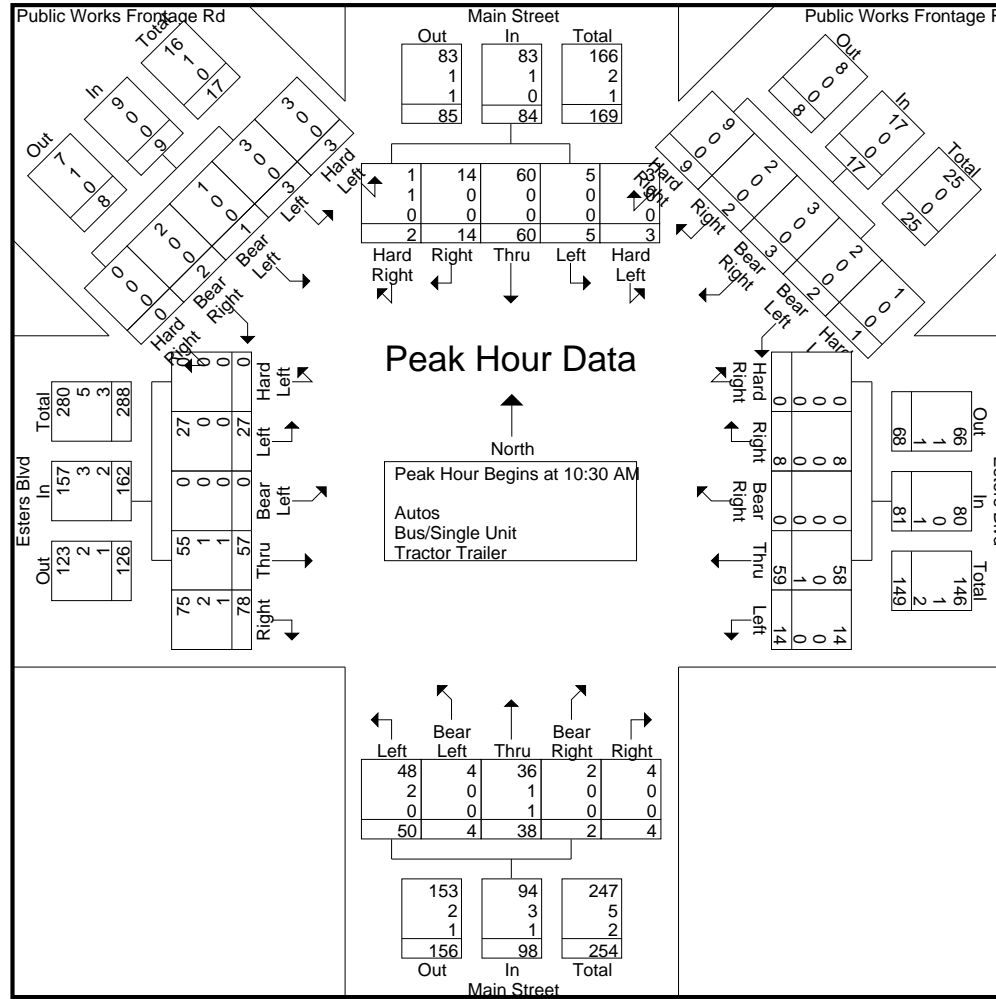 Public Works Frontage Rd
Main Street
Public Works Frontage
Out In Total
83 83 166
1 1 2
1 0 1
85 84 169
Total
16
1
0
17
In
9
0
0
9
Out
7
1
0
8
3 0 0 3
Hard Left
3 0 0 3
Left
1 0 0 1
Bear Left
2 0 0 2
Bear Right
0 0 0 0
Hard Right
Out
8
0
0
8
In
17
0
0
17
Total
25
0
0
25
9 0 0 9
Hard Right
2 0 0 2
Right
3 0 0 3
Bear Right
2 0 0 2
Bear Left
1 0 0 1
Hard
1 14 60 5 3
1 0 0 0
0 0 0 0 0
2 14 60 5 3
Hard Right
Right
Thru
Left
Hard Left
Peak Hour Data
North
Peak Hour Begins at 10:30 AM
Autos
Bus/Single Unit
Tractor Trailer
Esters Blvd
Total
280 5 3 288
In
157 3 2 162
Out
123 2 1 126
0 0 0 0
Hard Left
27 0 0 27
Left
0 0 0 0
Bear Left
55 1 1 57
Thru
75 2 1 78
Right
Hard Right
0 0 0 0
Right
8 0 0 8
Bear Right
0 0 0 0
Thru
58 0 1 59
Left
14 0 0 14
Out
66 1 1 68
In
80 0 1 81
Total
146 1 2 149
Left
Bear Left
Thru
Bear Right
Right
48 4 36 2 4
2 0 1 0 0
0 0 1 0 0
50 4 38 2 4
153 94 247
2 3 5
1 1 2
156 98 254
Out In Total
Main Street